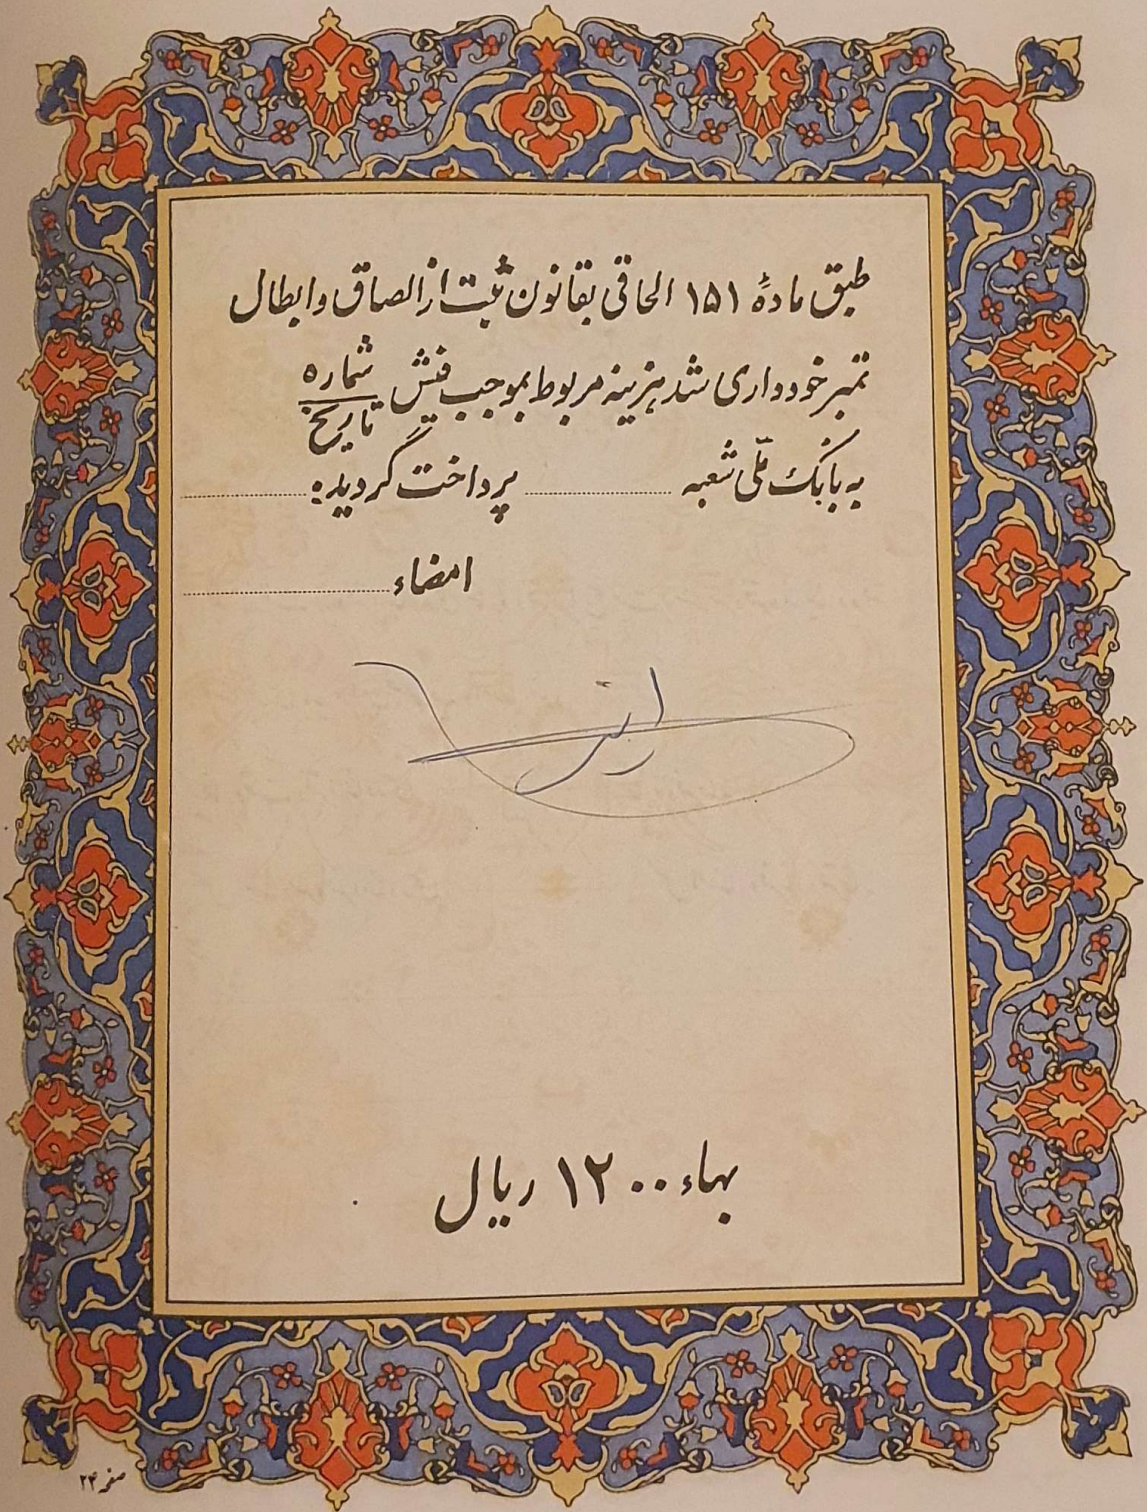 طبق مادهٔ ۱۵۱ الحاقی بقانون ثبت از الصاق و ابطال
تمبر خودداری شد هزینه مربوط بموجب فیش شماره
تاریخ
به بانک ملّی شعبه .................... پرداخت گردیده ....................
امضاء ....................
بهاء ۱۲۰۰ ریال
صفحه ۲۴